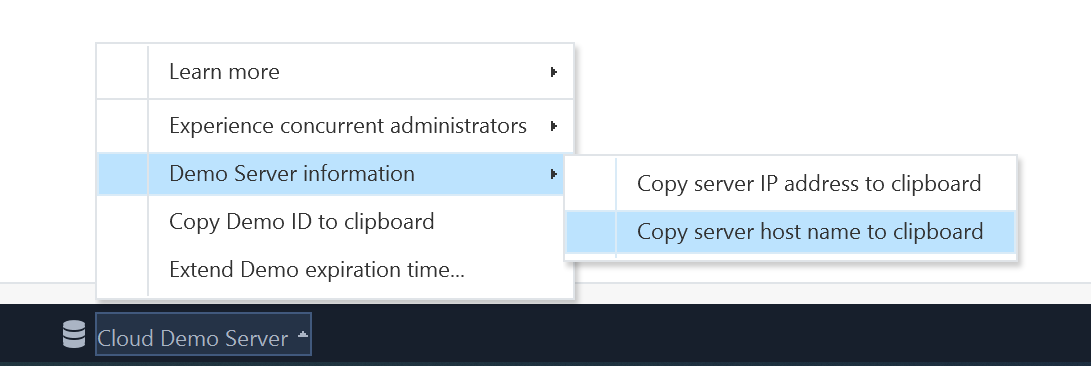 Learn more
Experience concurrent administrators
Demo Server information
Copy server IP address to clipboard
Copy Demo ID to clipboard
Copy server host name to clipboard
Extend Demo expiration time...
Cloud Demo Server